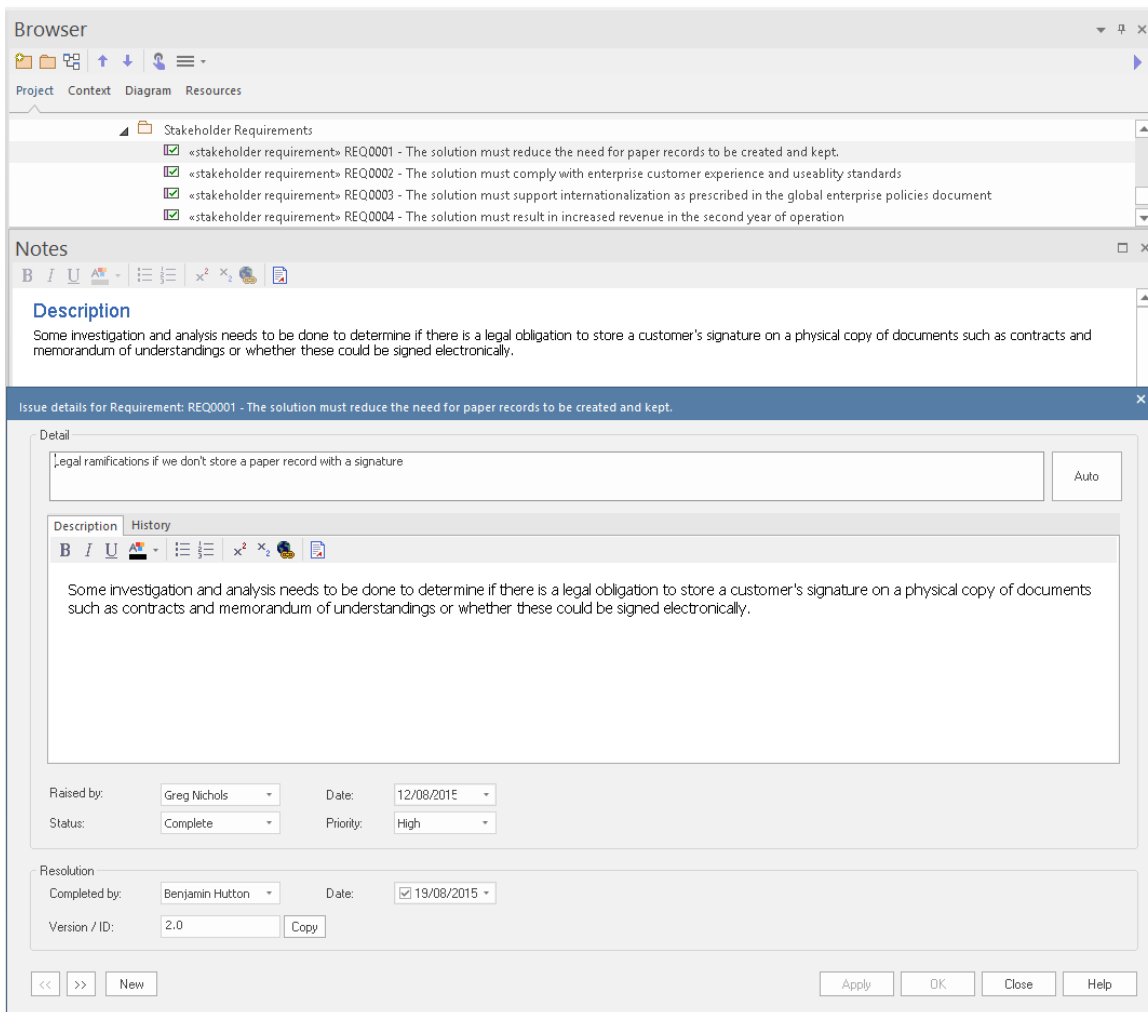 Browser
Project Context Diagram Resources
Stakeholder Requirements
«stakeholder requirement» REQ0001 - The solution must reduce the need for paper records to be created and kept.
«stakeholder requirement» REQ0002 - The solution must comply with enterprise customer experience and useablity standards
«stakeholder requirement» REQ0003 - The solution must support internationalization as prescribed in the global enterprise policies document
«stakeholder requirement» REQ0004 - The solution must result in increased revenue in the second year of operation
Notes
B I U A x² x₂
Description
Some investigation and analysis needs to be done to determine if there is a legal obligation to store a customer's signature on a physical copy of documents such as contracts and
memorandum of understandings or whether these could be signed electronically.
Issue details for Requirement: REQ0001 - The solution must reduce the need for paper records to be created and kept.
Detail
Legal ramifications if we don't store a paper record with a signature
Auto
Description History
B I U A x² x₂
Some investigation and analysis needs to be done to determine if there is a legal obligation to store a customer's signature on a physical copy of documents
such as contracts and memorandum of understandings or whether these could be signed electronically.
Raised by: Greg Nichols Date: 12/08/2015
Status: Complete Priority: High
Resolution
Completed by: Benjamin Hutton Date: 19/08/2015
Version / ID: 2.0 Copy
<< >> New Apply OK Close Help